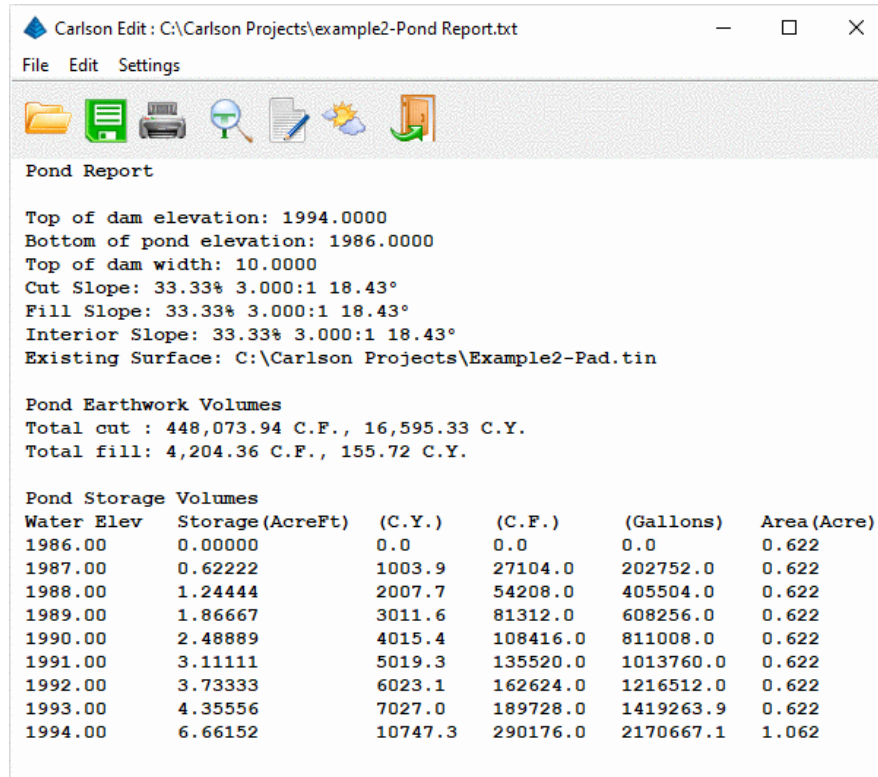 Carlson Edit : C:\Carlson Projects\example2-Pond Report.txt
File Edit Settings
Pond Report
Top of dam elevation: 1994.0000
Bottom of pond elevation: 1986.0000
Top of dam width: 10.0000
Cut Slope: 33.33% 3.000:1 18.43°
Fill Slope: 33.33% 3.000:1 18.43°
Interior Slope: 33.33% 3.000:1 18.43°
Existing Surface: C:\Carlson Projects\Example2-Pad.tin
Pond Earthwork Volumes
Total cut : 448,073.94 C.F., 16,595.33 C.Y.
Total fill: 4,204.36 C.F., 155.72 C.Y.
Pond Storage Volumes
Water Elev Storage(AcreFt) (C.Y.) (C.F.) (Gallons) Area(Acre)
1986.00 0.00000 0.0 0.0 0.0 0.622
1987.00 0.62222 1003.9 27104.0 202752.0 0.622
1988.00 1.24444 2007.7 54208.0 405504.0 0.622
1989.00 1.86667 3011.6 81312.0 608256.0 0.622
1990.00 2.48889 4015.4 108416.0 811008.0 0.622
1991.00 3.11111 5019.3 135520.0 1013760.0 0.622
1992.00 3.73333 6023.1 162624.0 1216512.0 0.622
1993.00 4.35556 7027.0 189728.0 1419263.9 0.622
1994.00 6.66152 10747.3 290176.0 2170667.1 1.062